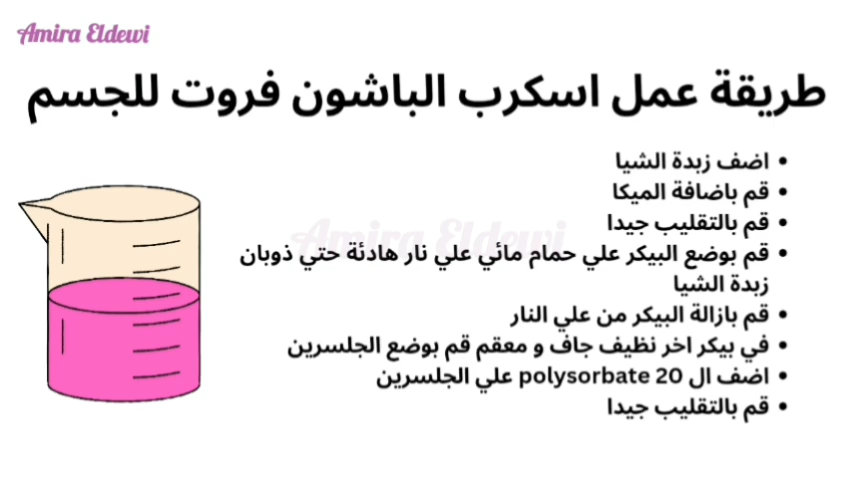 Amira Eldewi
طريقة عمل اسكرب الباشون فروت للجسم
• اضف زبدة الشيا
• قم باضافة الميكا
• قم بالتقليب جيدا
Amira Eldewi
• قم بوضع البيكر علي حمام مائي علي نار هادئة حتي ذوبان
زبدة الشيا
• قم بازالة البيكر من علي النار
• في بيكر اخر نظيف جاف و معقم قم بوضع الجلسرين
• اضف ال polysorbate 20 علي الجلسرين
• قم بالتقليب جيدا